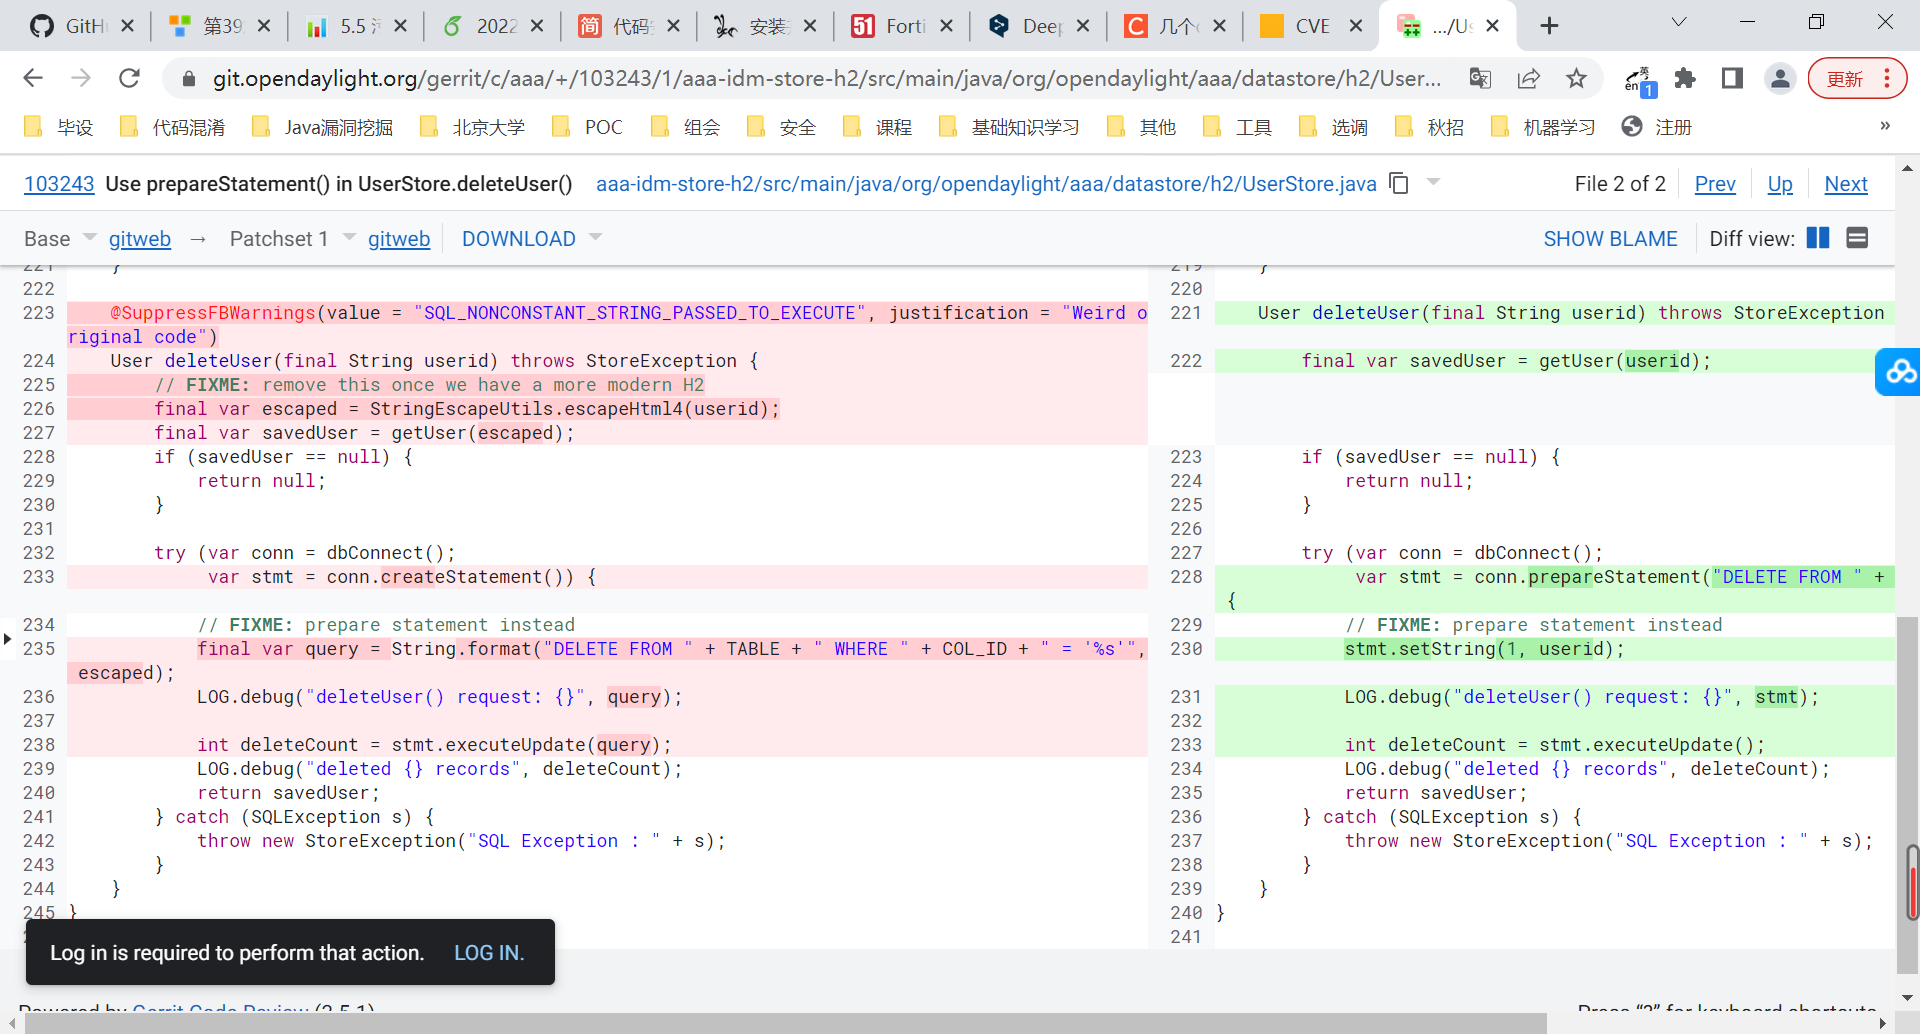 GitH
第39
5.5 污
2022
代码
安装
Forti
Deep
几个
CVE
.../Us
git.opendaylight.org/gerrit/c/aaa/+/103243/1/aaa-idm-store-h2/src/main/java/org/opendaylight/aaa/datastore/h2/User...
英
en
1
更新
毕设
代码混淆
Java漏洞挖掘
北京大学
POC
组会
安全
课程
基础知识学习
其他
工具
选调
秋招
机器学习
注册
»
103243 Use prepareStatement() in UserStore.deleteUser() aaa-idm-store-h2/src/main/java/org/opendaylight/aaa/datastore/h2/UserStore.java File 2 of 2 Prev Up Next
Base gitweb → Patchset 1 gitweb DOWNLOAD SHOW BLAME Diff view:
221 }
222
223 @SuppressFBWarnings(value = "SQL_NONCONSTANT_STRING_PASSED_TO_EXECUTE", justification = "Weird o
riginal code")
224 User deleteUser(final String userid) throws StoreException {
225 // FIXME: remove this once we have a more modern H2
226 final var escaped = StringEscapeUtils.escapeHtml4(userid);
227 final var savedUser = getUser(escaped);
228 if (savedUser == null) {
229 return null;
230 }
231
232 try (var conn = dbConnect();
233 var stmt = conn.createStatement()) {
234 // FIXME: prepare statement instead
235 final var query = String.format("DELETE FROM " + TABLE + " WHERE " + COL_ID + " = '%s'",
escaped);
236 LOG.debug("deleteUser() request: {}", query);
237
238 int deleteCount = stmt.executeUpdate(query);
239 LOG.debug("deleted {} records", deleteCount);
240 return savedUser;
241 } catch (SQLException s) {
242 throw new StoreException("SQL Exception : " + s);
243 }
244 }
245 }
219 }
220
221 User deleteUser(final String userid) throws StoreException
222 final var savedUser = getUser(userid);
223 if (savedUser == null) {
224 return null;
225 }
226
227 try (var conn = dbConnect();
228 var stmt = conn.prepareStatement("DELETE FROM " +
{
229 // FIXME: prepare statement instead
230 stmt.setString(1, userid);
231 LOG.debug("deleteUser() request: {}", stmt);
232
233 int deleteCount = stmt.executeUpdate();
234 LOG.debug("deleted {} records", deleteCount);
235 return savedUser;
236 } catch (SQLException s) {
237 throw new StoreException("SQL Exception : " + s);
238 }
239 }
240 }
241
Log in is required to perform that action. LOG IN.
Powered by Gerrit Code Review (3.5.1)
Press “?” for keyboard shortcuts